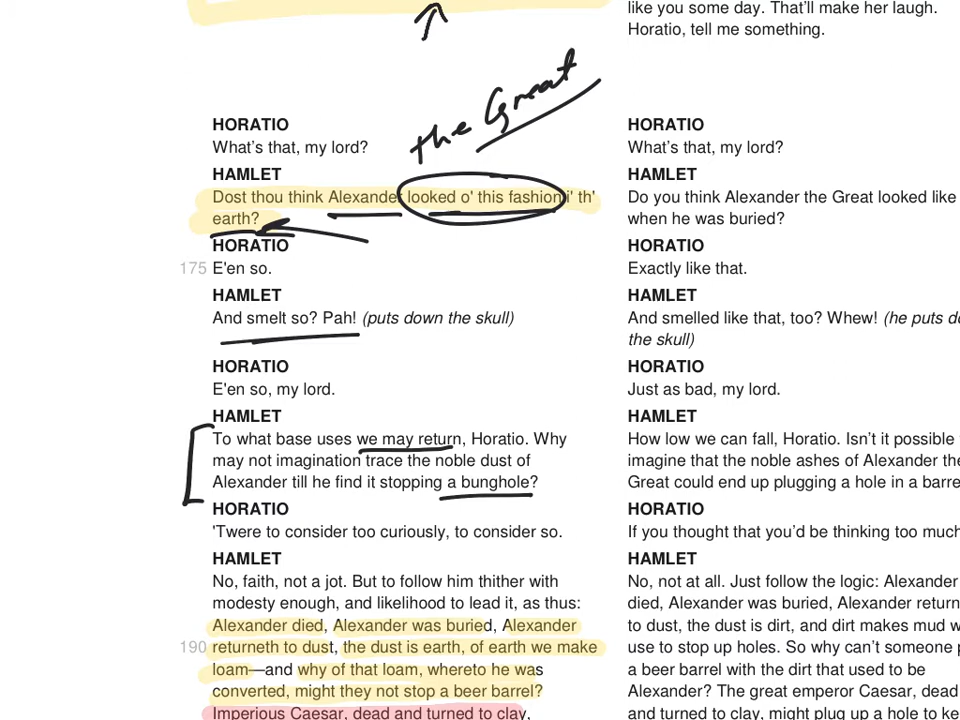 like you some day. That'll make her laugh.
Horatio, tell me something.
the Great
HORATIO
What's that, my lord?
HAMLET
Dost thou think Alexander looked o' this fashion i' th'
earth?
HORATIO
175 E'en so.
HAMLET
And smelt so? Pah! (puts down the skull)
HORATIO
E'en so, my lord.
HAMLET
To what base uses we may return, Horatio. Why
may not imagination trace the noble dust of
Alexander till he find it stopping a bunghole?
HORATIO
'Twere to consider too curiously, to consider so.
HAMLET
No, faith, not a jot. But to follow him thither with
modesty enough, and likelihood to lead it, as thus:
Alexander died, Alexander was buried, Alexander
190 returneth to dust, the dust is earth, of earth we make
loam—and why of that loam, whereto he was
converted, might they not stop a beer barrel?
Imperious Caesar, dead and turned to clay,
HORATIO
What's that, my lord?
HAMLET
Do you think Alexander the Great looked like
when he was buried?
HORATIO
Exactly like that.
HAMLET
And smelled like that, too? Whew! (he puts do
the skull)
HORATIO
Just as bad, my lord.
HAMLET
How low we can fall, Horatio. Isn't it possible
imagine that the noble ashes of Alexander the
Great could end up plugging a hole in a barre
HORATIO
If you thought that you'd be thinking too much
HAMLET
No, not at all. Just follow the logic: Alexander
died, Alexander was buried, Alexander return
to dust, the dust is dirt, and dirt makes mud w
use to stop up holes. So why can't someone p
a beer barrel with the dirt that used to be
Alexander? The great emperor Caesar, dead
and turned to clay, might plug up a hole to ke